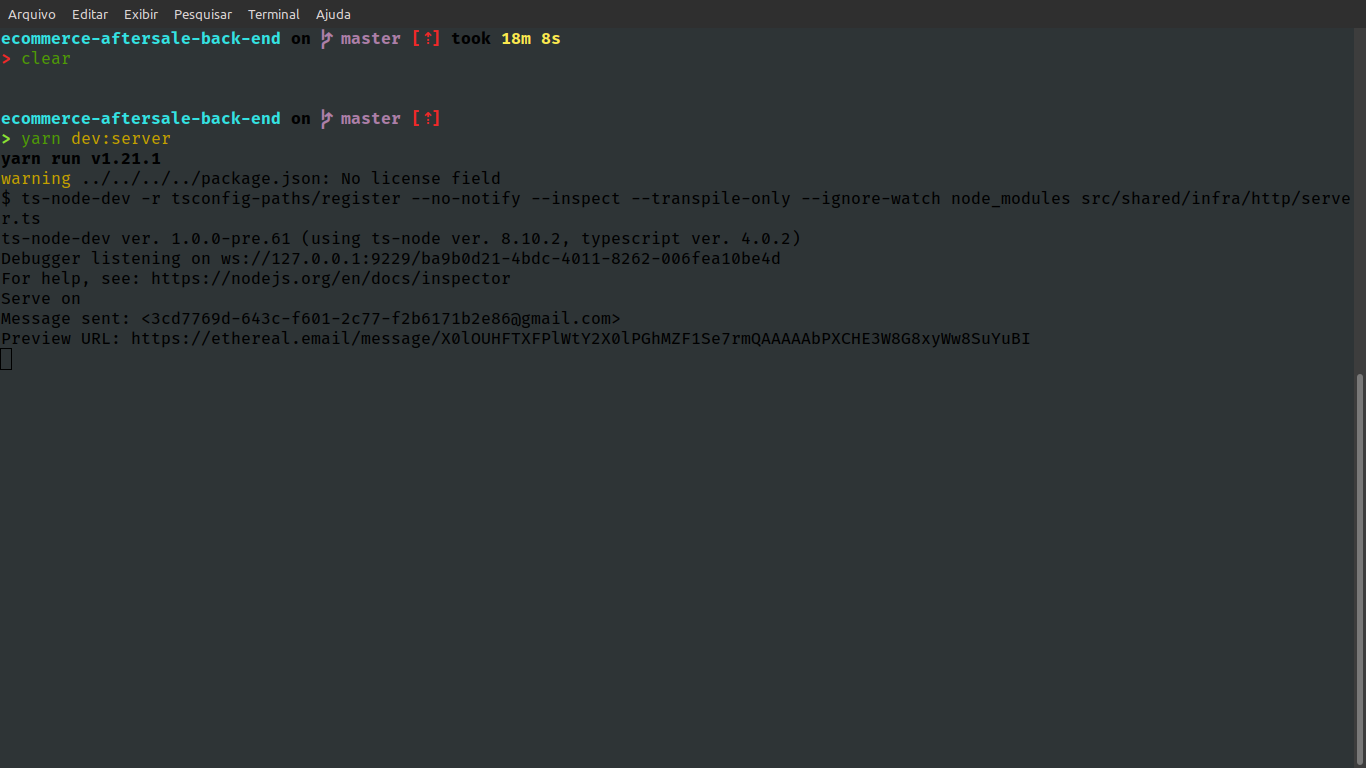 Arquivo Editar Exibir Pesquisar Terminal Ajuda
ecommerce-aftersale-back-end on master [⇡] took 18m 8s
> clear
ecommerce-aftersale-back-end on master [⇡]
> yarn dev:server
yarn run v1.21.1
warning ../../../../package.json: No license field
$ ts-node-dev -r tsconfig-paths/register --no-notify --inspect --transpile-only --ignore-watch node_modules src/shared/infra/http/serve
r.ts
ts-node-dev ver. 1.0.0-pre.61 (using ts-node ver. 8.10.2, typescript ver. 4.0.2)
Debugger listening on ws://127.0.0.1:9229/ba9b0d21-4bdc-4011-8262-006fea10be4d
For help, see: https://nodejs.org/en/docs/inspector
Serve on
Message sent: <3cd7769d-643c-f601-2c77-f2b6171b2e86@gmail.com>
Preview URL: https://ethereal.email/message/X0lOUHFTXFPlWtY2X0lPGhMZF1Se7rmQAAAAAbPXCHE3W8G8xyWw8SuYuBI